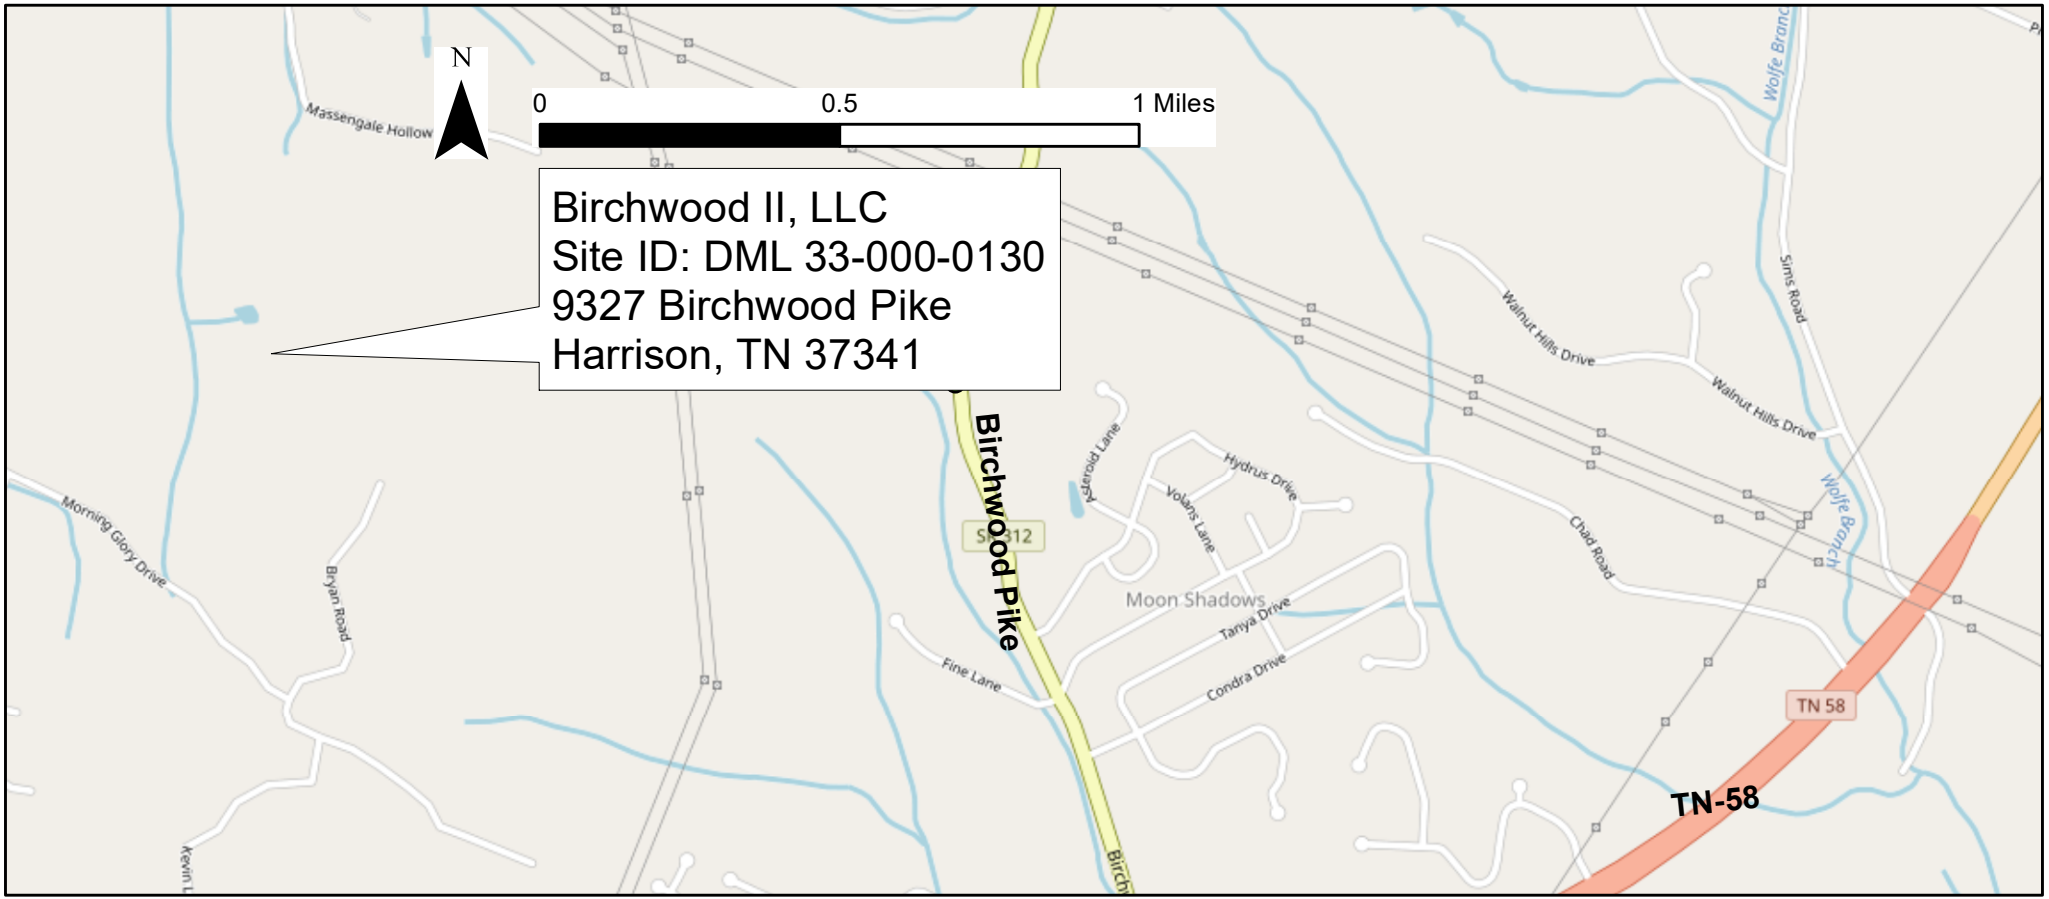 N
0 0.5 1 Miles
Massengale Hollow
Wolfe Branc
Birchwood II, LLC
Site ID: DML 33-000-0130
9327 Birchwood Pike
Harrison, TN 37341
Sims Road
Walnut Hills Drive
Walnut Hills Drive
Birchwood Pike
Asteroid Lane
Hydrus Drive
Volans Lane
Wolfe Branch
Morning Glory Drive
Chad Road
SR 312
Bryan Road
Moon Shadows
Tanya Drive
Fine Lane
Condra Drive
TN 58
TN-58
Kevin L
Birchw